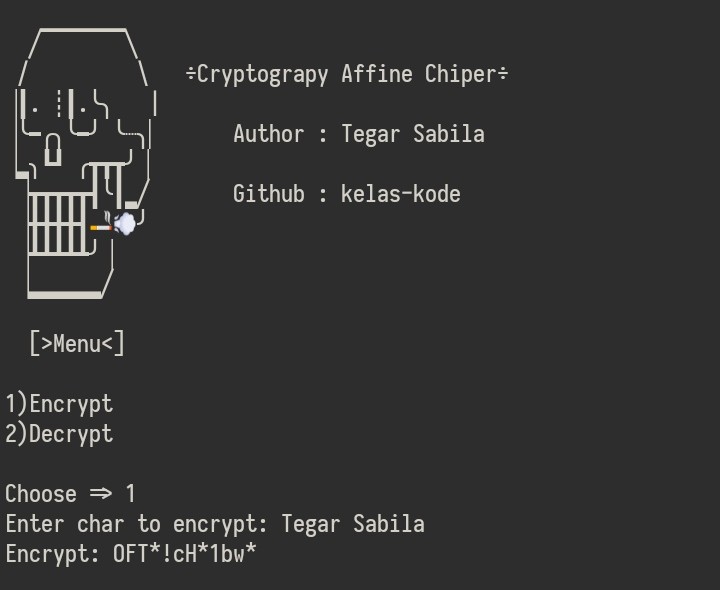 ÷Cryptograpy Affine Chiper÷
Author : Tegar Sabila
Github : kelas-kode
[>Menu<]
1)Encrypt
2)Decrypt
Choose => 1
Enter char to encrypt: Tegar Sabila
Encrypt: OFT*!cH*1bw*